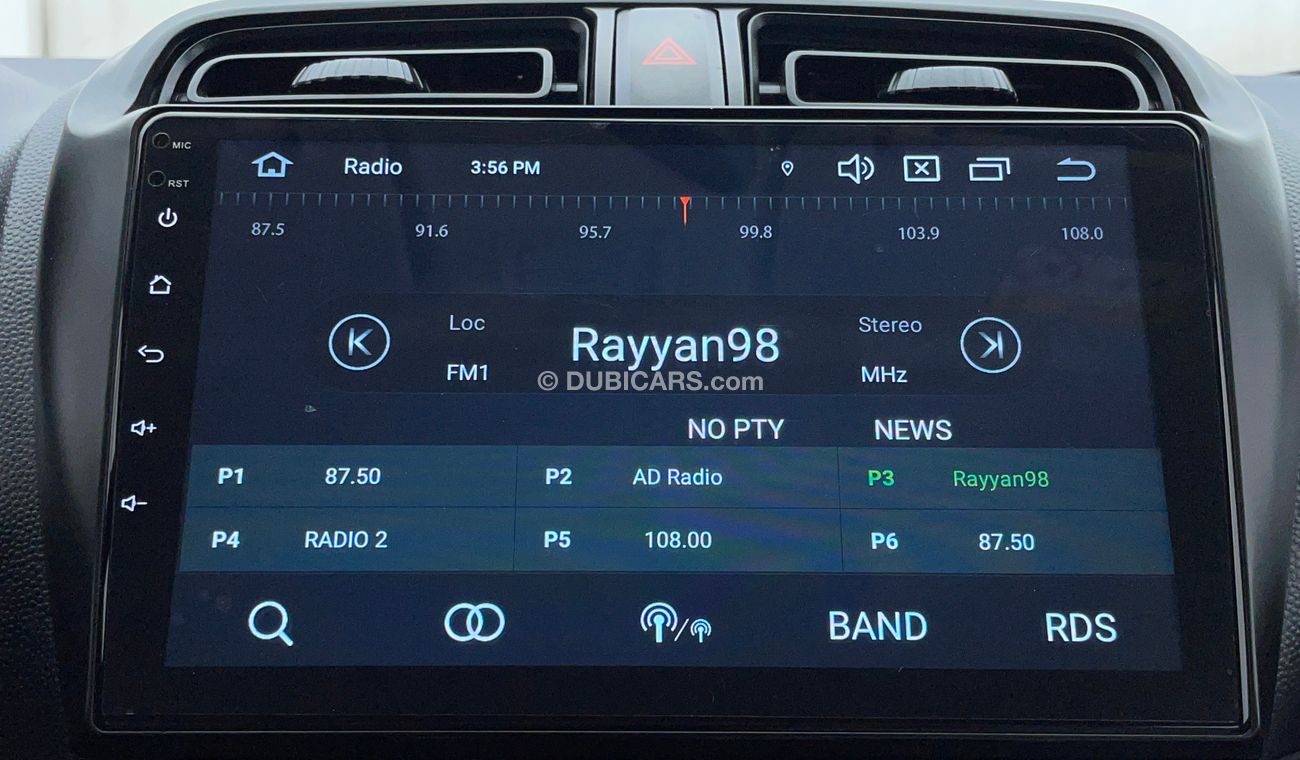 MIC
RST
Radio 3:56 PM
87.5 91.6 95.7 99.8 103.9 108.0
Loc Rayyan98 Stereo
FM1 MHz
© DUBICARS.com
NO PTY NEWS
P1 87.50 P2 AD Radio P3 Rayyan98
P4 RADIO 2 P5 108.00 P6 87.50
BAND RDS